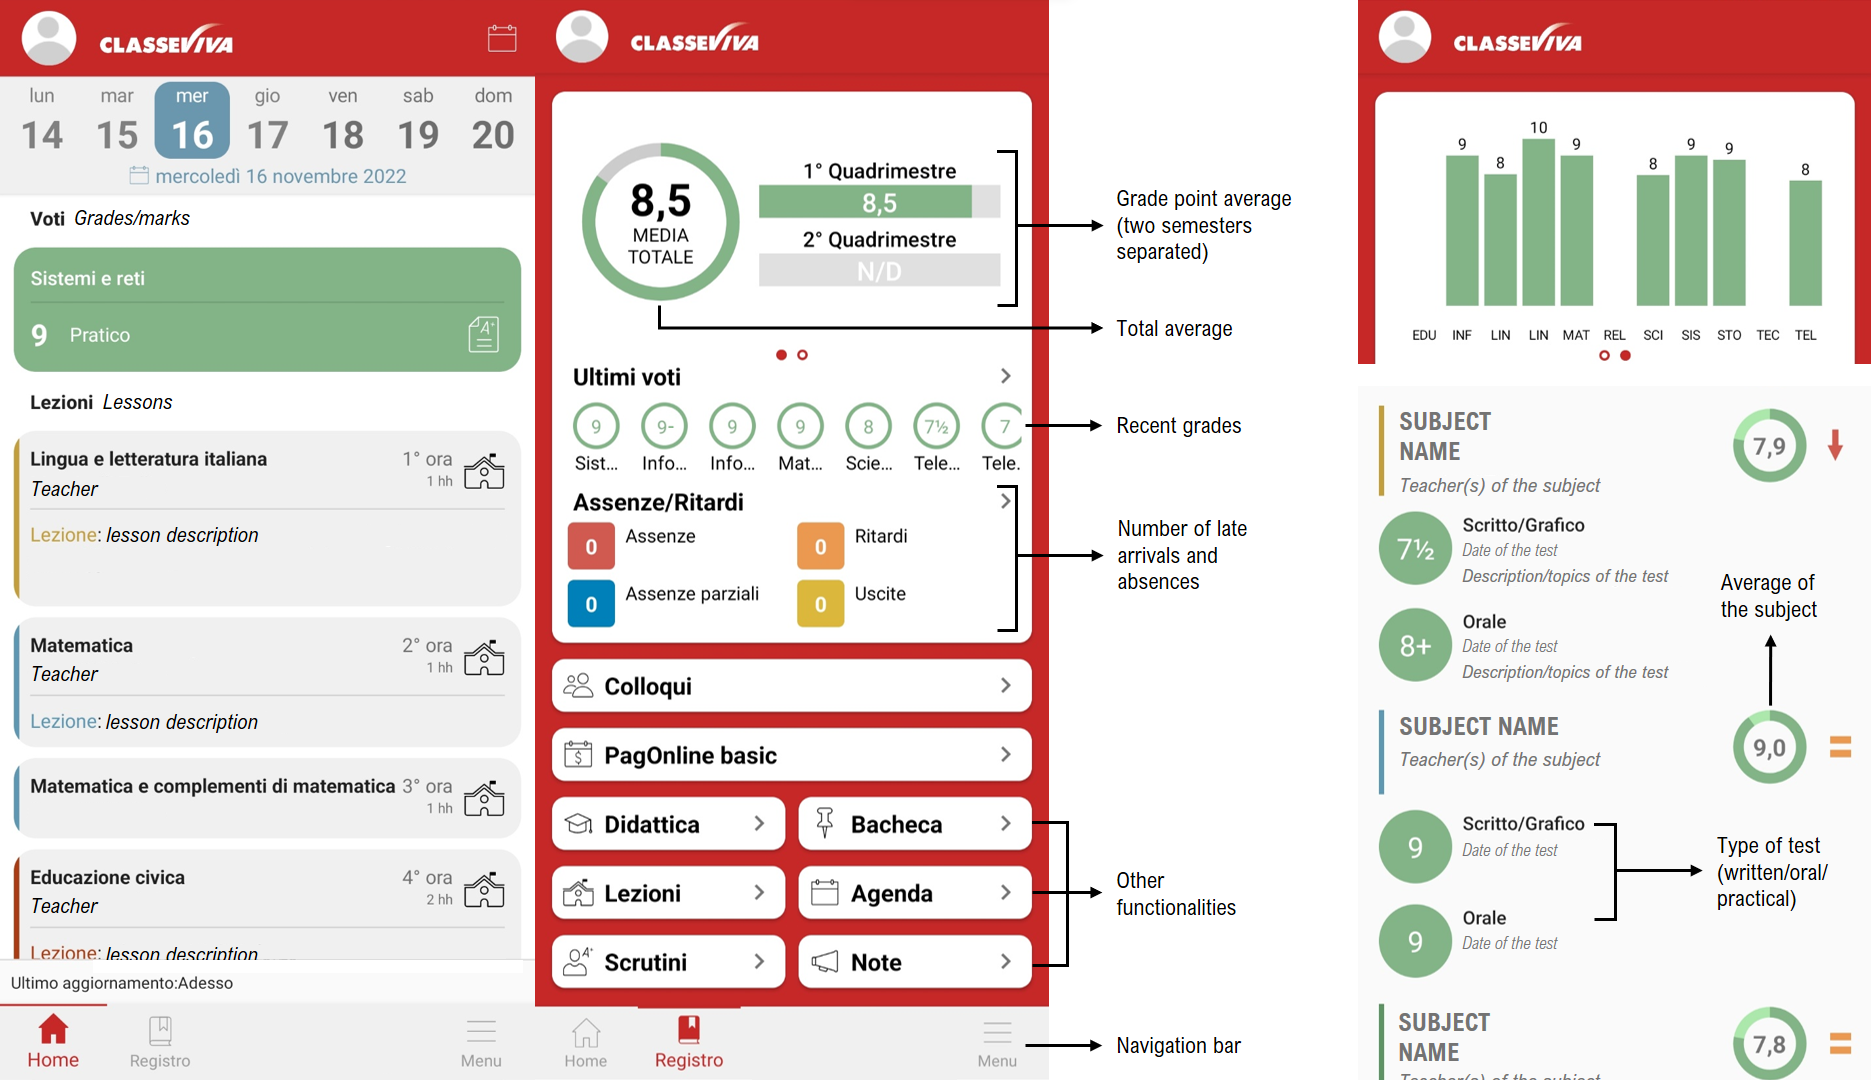 CLASSEVIVA
lun mar mer gio ven sab dom
14 15 16 17 18 19 20
mercoledì 16 novembre 2022
Voti Grades/marks
Sistemi e reti
9 Pratico
A+
Lezioni Lessons
Lingua e letteratura italiana 1° ora
Teacher 1 hh
Lezione: lesson description
Matematica 2° ora
Teacher 1 hh
Lezione: lesson description
Matematica e complementi di matematica 3° ora
1 hh
Educazione civica 4° ora
Teacher 2 hh
Lezione: lesson description
Ultimo aggiornamento:Adesso
Home Registro Menu
CLASSEVIVA
8,5
MEDIA
TOTALE
1° Quadrimestre
8,5
2° Quadrimestre
N/D
Grade point average
(two semesters
separated)
Total average
Ultimi voti
9 9- 9 9 8 7½ 7
Sist... Info... Info... Mat... Scie... Tele... Tele.
Recent grades
Assenze/Ritardi
0 Assenze 0 Ritardi
0 Assenze parziali 0 Uscite
Number of late
arrivals and
absences
Colloqui
$ PagOnline basic
Didattica Bacheca
Lezioni Agenda
A+ Scrutini Note
Other
functionalities
Home Registro Menu
Navigation bar
CLASSEVIVA
9 8 10 9 8 9 9 8
EDU INF LIN LIN MAT REL SCI SIS STO TEC TEL
SUBJECT
NAME
Teacher(s) of the subject
7,9
7½ Scritto/Grafico
Date of the test
Description/topics of the test
8+ Orale
Date of the test
Description/topics of the test
Average of
the subject
SUBJECT NAME
Teacher(s) of the subject
9,0
9 Scritto/Grafico
Date of the test
9 Orale
Date of the test
Type of test
(written/oral/
practical)
SUBJECT
NAME
Teacher(s) of the subject
7,8